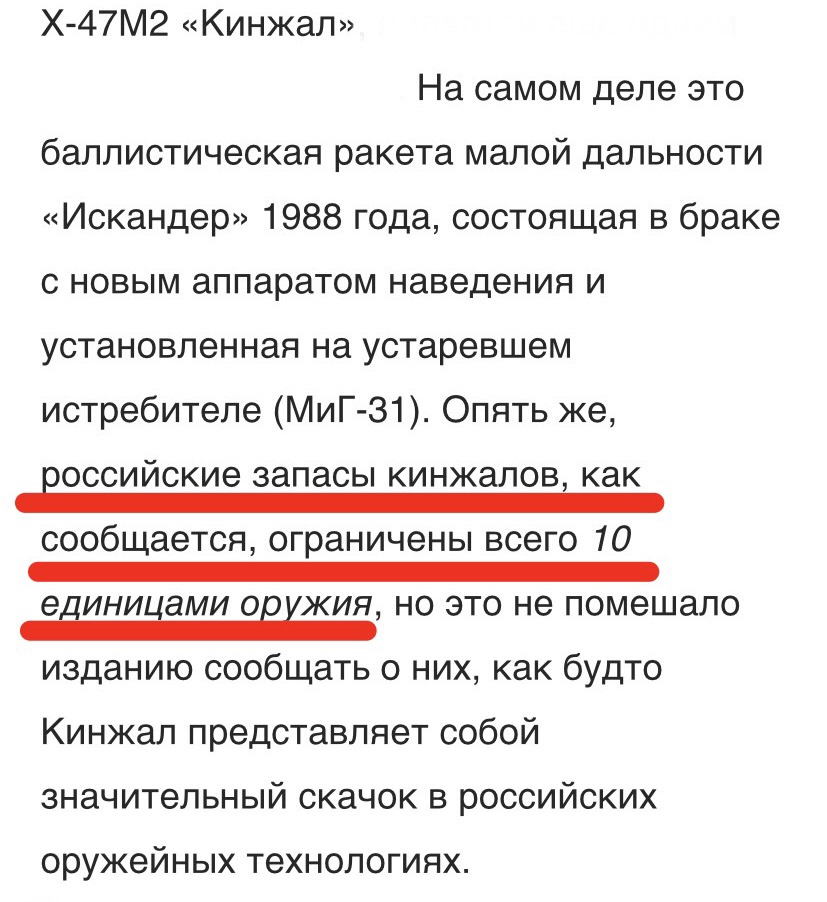 Х-47М2 «Кинжал»
На самом деле это
баллистическая ракета малой дальности
«Искандер» 1988 года, состоящая в браке
с новым аппаратом наведения и
установленная на устаревшем
истребителе (МиГ-31). Опять же,
российские запасы кинжалов, как
сообщается, ограничены всего 10
единицами оружия, но это не помешало
изданию сообщать о них, как будто
Кинжал представляет собой
значительный скачок в российских
оружейных технологиях.